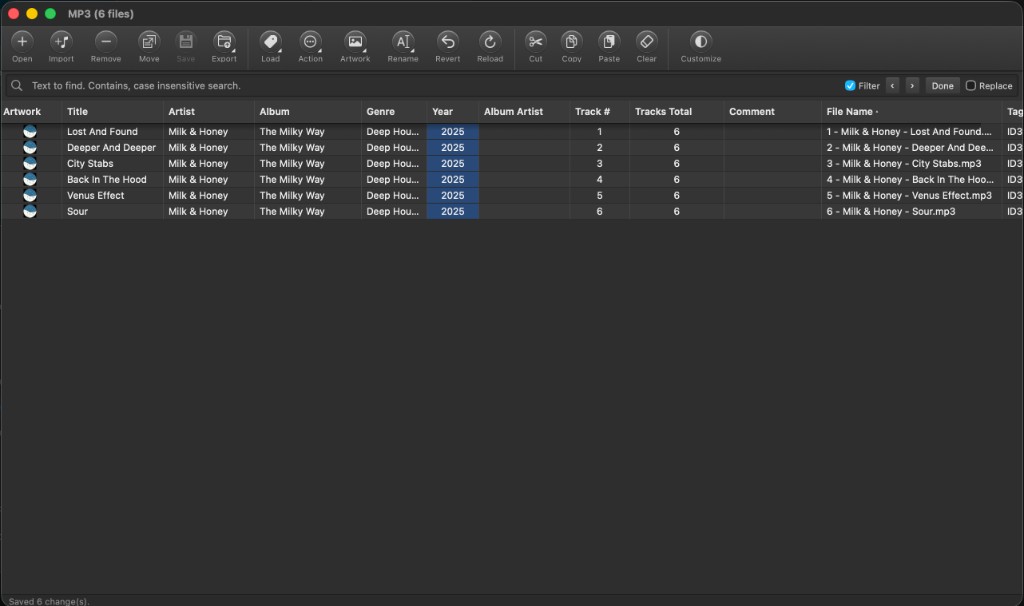 MP3 (6 files)
Open Import Remove Move Save Export Load Action Artwork Rename Revert Reload Cut Copy Paste Clear Customize
Text to find. Contains, case insensitive search. Filter ‹ › Done Replace
Artwork Title Artist Album Genre Year Album Artist Track # Tracks Total Comment File Name Tag
Lost And Found Milk & Honey The Milky Way Deep Hou... 2025 1 6 1 - Milk & Honey - Lost And Found.... ID3
Deeper And Deeper Milk & Honey The Milky Way Deep Hou... 2025 2 6 2 - Milk & Honey - Deeper And Dee... ID3
City Stabs Milk & Honey The Milky Way Deep Hou... 2025 3 6 3 - Milk & Honey - City Stabs.mp3 ID3
Back In The Hood Milk & Honey The Milky Way Deep Hou... 2025 4 6 4 - Milk & Honey - Back In The Hoo... ID3
Venus Effect Milk & Honey The Milky Way Deep Hou... 2025 5 6 5 - Milk & Honey - Venus Effect.mp3 ID3
Sour Milk & Honey The Milky Way Deep Hou... 2025 6 6 6 - Milk & Honey - Sour.mp3 ID3
Saved 6 change(s).